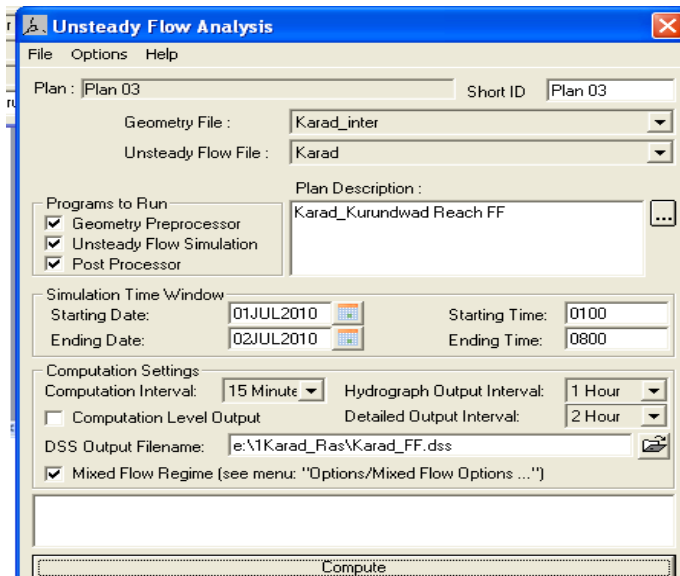 Unsteady Flow Analysis
File Options Help
Plan : Plan 03 Short ID Plan 03
Geometry File : Karad_inter
Unsteady Flow File : Karad
Plan Description :
Programs to Run
Karad_Kurundwad Reach FF
...
Geometry Preprocessor
Unsteady Flow Simulation
Post Processor
Simulation Time Window
Starting Date: 01JUL2010 Starting Time: 0100
Ending Date: 02JUL2010 Ending Time: 0800
Computation Settings
Computation Interval: 15 Minute Hydrograph Output Interval: 1 Hour
Computation Level Output Detailed Output Interval: 2 Hour
DSS Output Filename: e:\1Karad_Ras\Karad_FF.dss
Mixed Flow Regime (see menu: "Options/Mixed Flow Options ...")
Compute